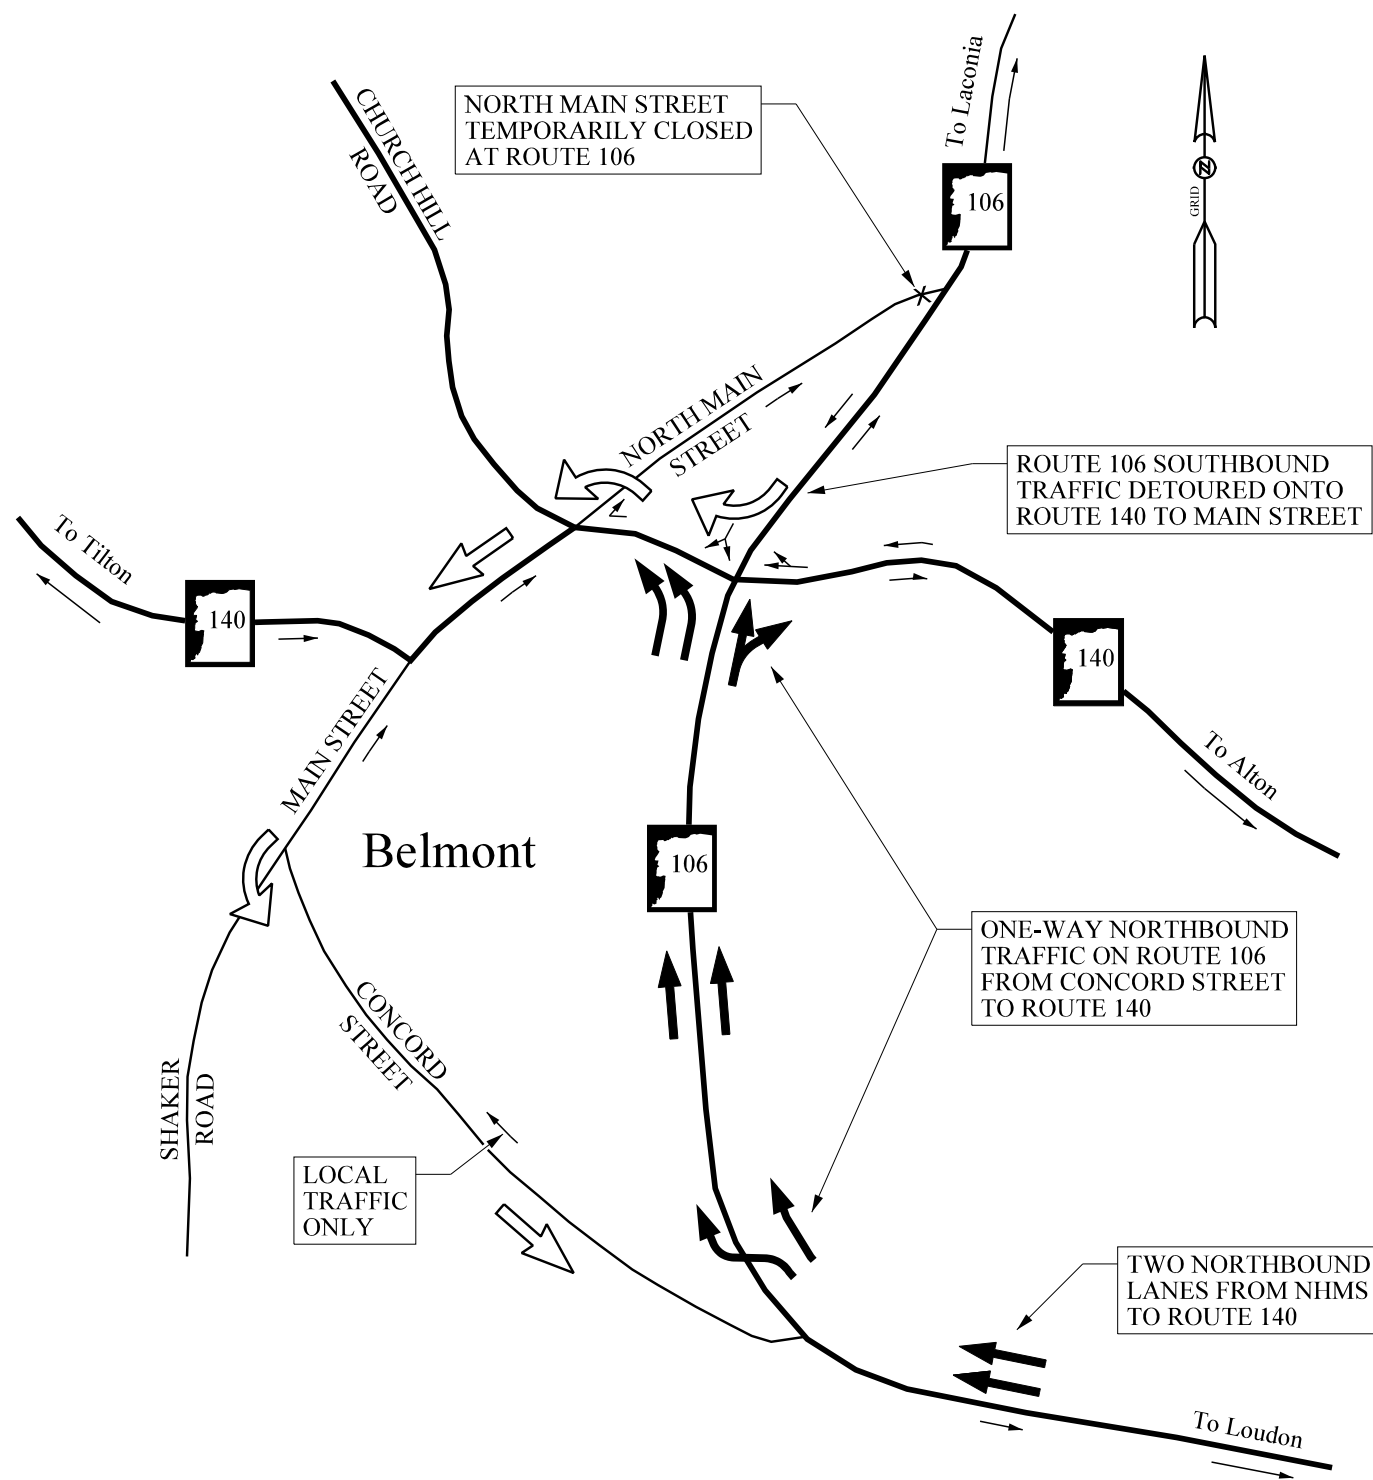 To Laconia
NORTH MAIN STREET
TEMPORARILY CLOSED
AT ROUTE 106
CHURCH HILL
ROAD
106
GRID
N
NORTH MAIN
STREET
ROUTE 106 SOUTHBOUND
TRAFFIC DETOURED ONTO
ROUTE 140 TO MAIN STREET
To Tilton
140
140
MAIN STREET
To Alton
Belmont
106
ONE-WAY NORTHBOUND
TRAFFIC ON ROUTE 106
FROM CONCORD STREET
TO ROUTE 140
CONCORD
STREET
SHAKER
ROAD
LOCAL
TRAFFIC
ONLY
TWO NORTHBOUND
LANES FROM NHMS
TO ROUTE 140
To Loudon